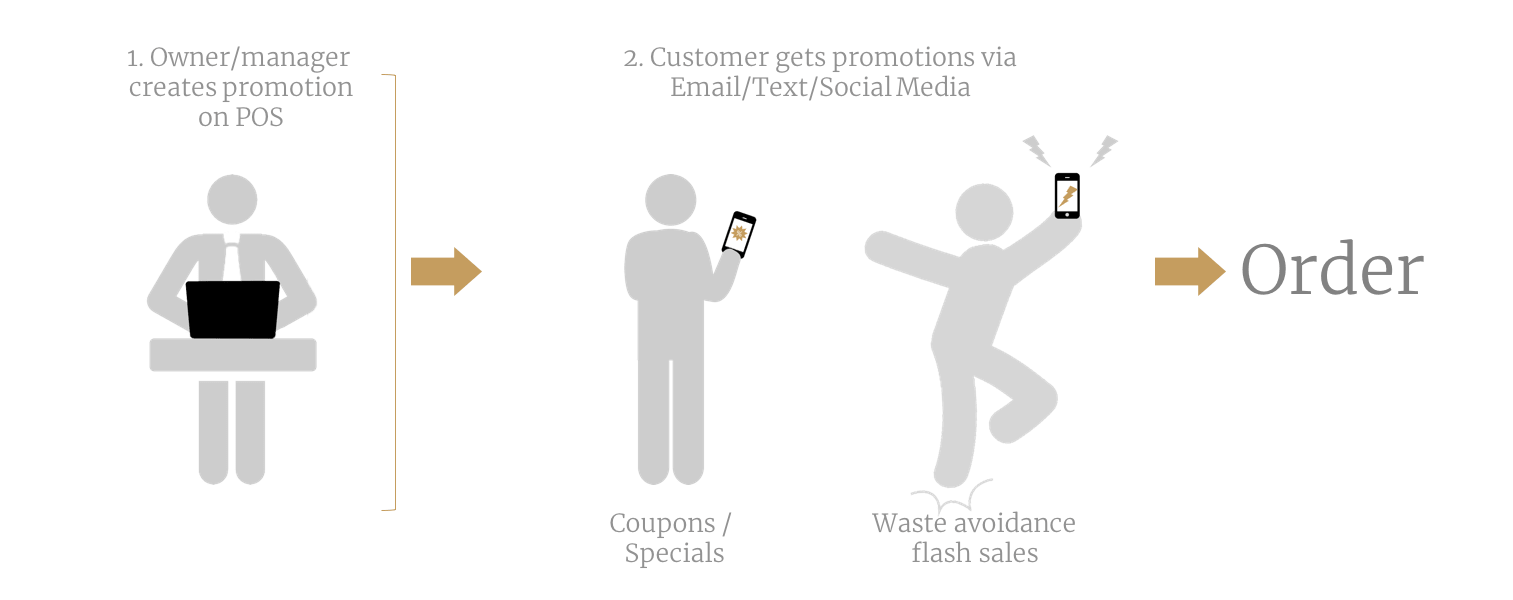 1. Owner/manager
creates promotion
on POS
2. Customer gets promotions via
Email/Text/Social Media
Order
Coupons /
Specials
Waste avoidance
flash sales